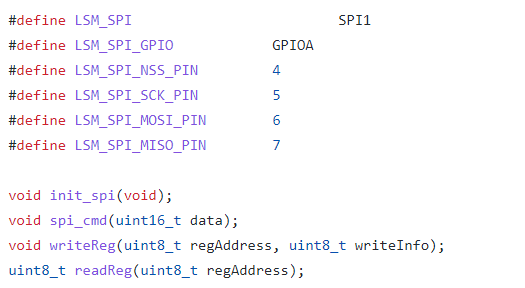 #define LSM_SPI SPI1
#define LSM_SPI_GPIO GPIOA
#define LSM_SPI_NSS_PIN 4
#define LSM_SPI_SCK_PIN 5
#define LSM_SPI_MOSI_PIN 6
#define LSM_SPI_MISO_PIN 7
void init_spi(void);
void spi_cmd(uint16_t data);
void writeReg(uint8_t regAddress, uint8_t writeInfo);
uint8_t readReg(uint8_t regAddress);